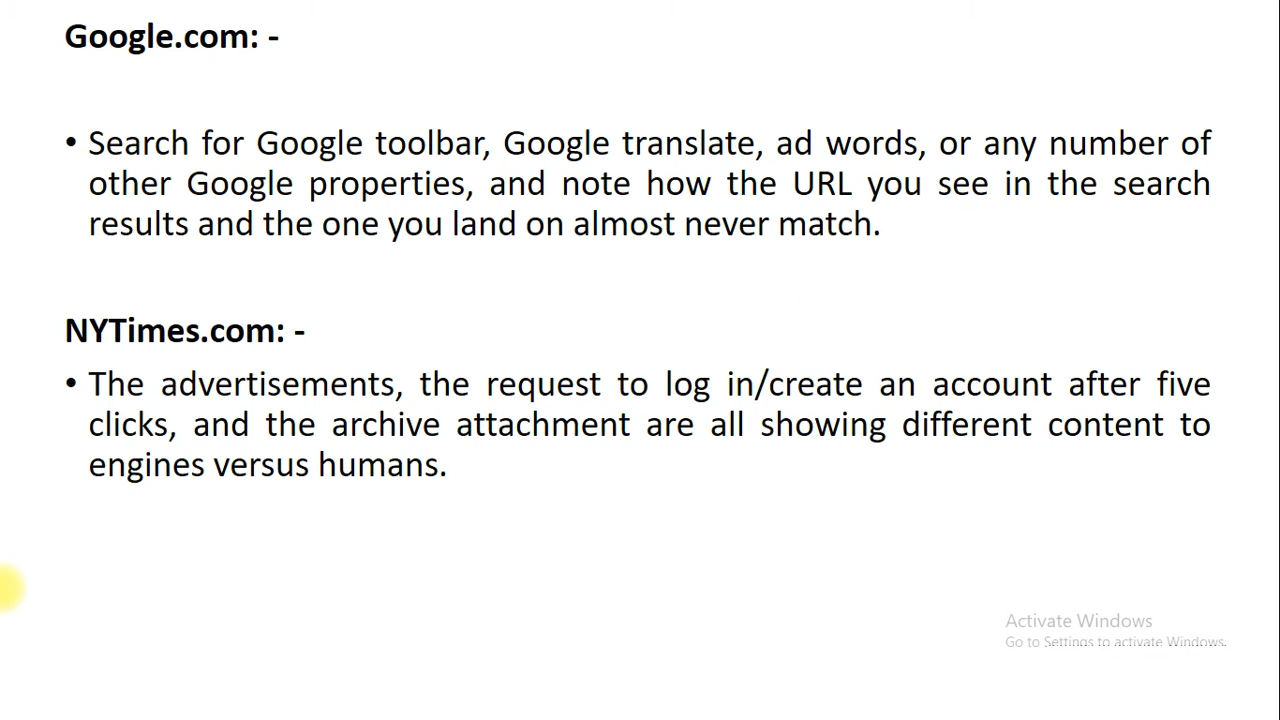 Google.com: -
• Search for Google toolbar, Google translate, ad words, or any number of
other Google properties, and note how the URL you see in the search
results and the one you land on almost never match.
NYTimes.com: -
• The advertisements, the request to log in/create an account after five
clicks, and the archive attachment are all showing different content to
engines versus humans.
Activate Windows
Go to Settings to activate Windows.